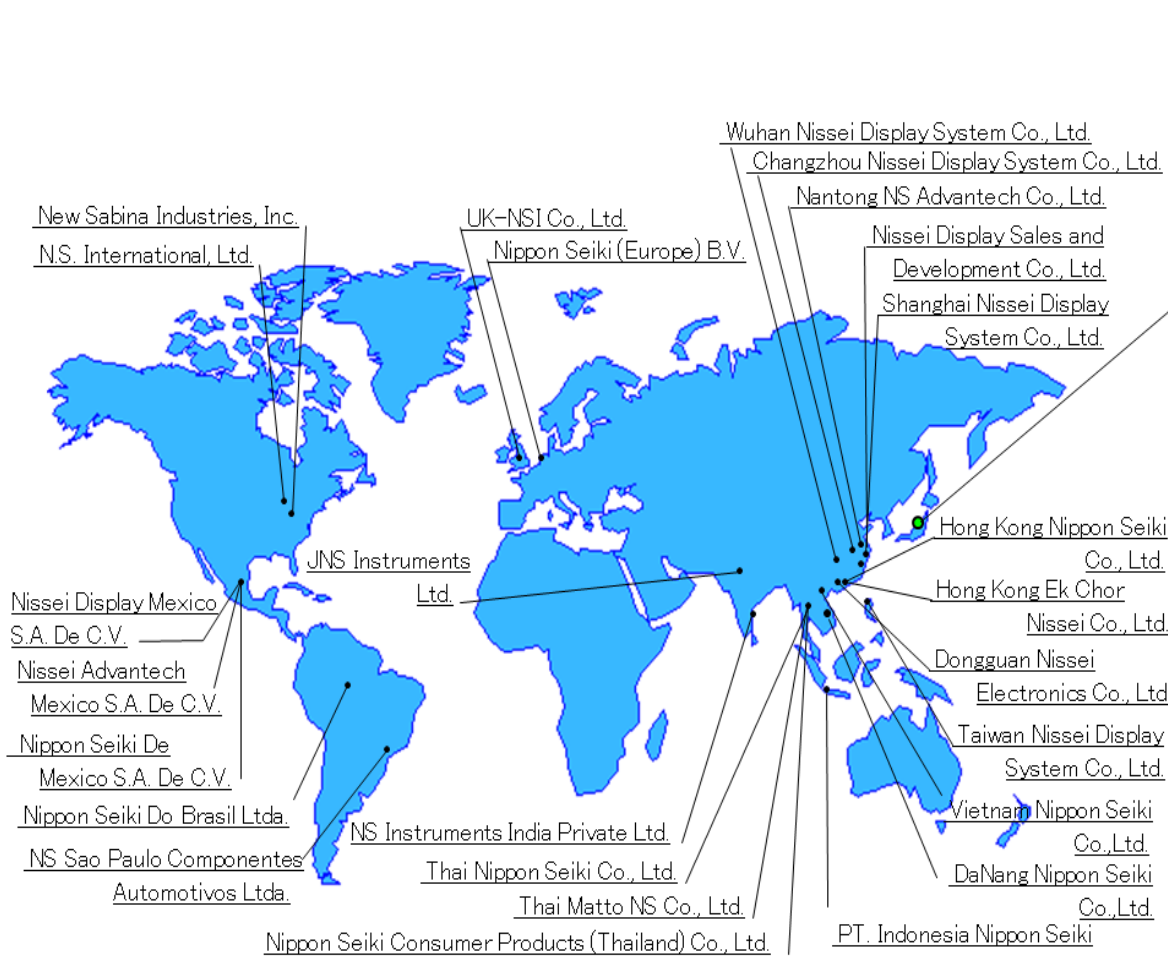 Wuhan Nissei Display System Co., Ltd.
Changzhou Nissei Display System Co., Ltd.
Nantong NS Advantech Co., Ltd.
Nissei Display Sales and
Development Co., Ltd.
Shanghai Nissei Display
System Co., Ltd.
New Sabina Industries, Inc.
N.S. International, Ltd.
UK-NSI Co., Ltd.
Nippon Seiki (Europe) B.V.
JNS Instruments
Ltd.
Hong Kong Nippon Seiki
Co., Ltd.
Hong Kong Ek Chor
Nissei Co., Ltd.
Dongguan Nissei
Electronics Co., Ltd
Taiwan Nissei Display
System Co., Ltd.
Vietnam Nippon Seiki
Co.,Ltd.
DaNang Nippon Seiki
Co.,Ltd.
PT. Indonesia Nippon Seiki
Nissei Display Mexico
S.A. De C.V.
Nissei Advantech
Mexico S.A. De C.V.
Nippon Seiki De
Mexico S.A. De C.V.
Nippon Seiki Do Brasil Ltda.
NS Sao Paulo Componentes
Automotivos Ltda.
NS Instruments India Private Ltd.
Thai Nippon Seiki Co., Ltd.
Thai Matto NS Co., Ltd.
Nippon Seiki Consumer Products (Thailand) Co., Ltd.